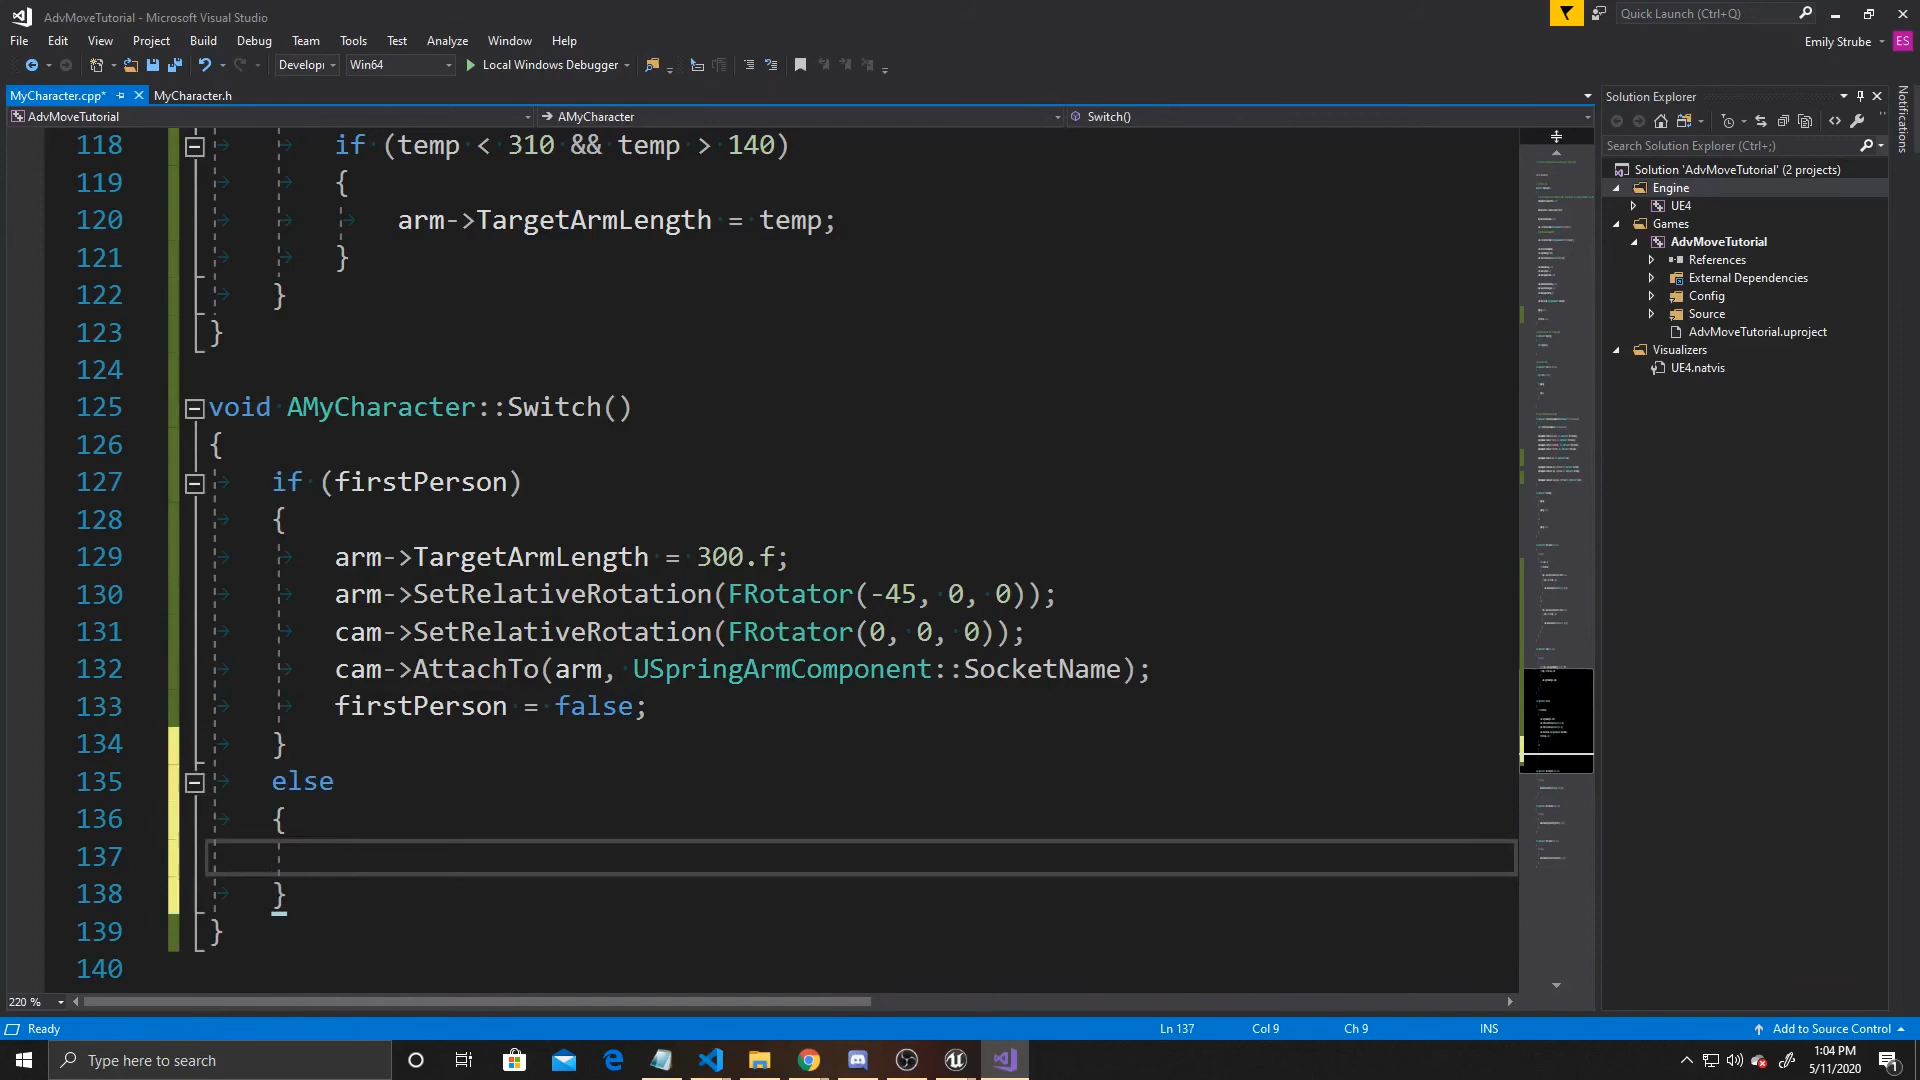 AdvMoveTutorial - Microsoft Visual Studio
Quick Launch (Ctrl+Q)
File Edit View Project Build Debug Team Tools Test Analyze Window Help
Emily Strube ES
Develop Win64 Local Windows Debugger
MyCharacter.cpp* MyCharacter.h
AdvMoveTutorial AMyCharacter Switch()
118 if (temp < 310 && temp > 140)
119 {
120 arm->TargetArmLength = temp;
121 }
122 }
123 }
124
125 void AMyCharacter::Switch()
126 {
127 if (firstPerson)
128 {
129 arm->TargetArmLength = 300.f;
130 arm->SetRelativeRotation(FRotator(-45, 0, 0));
131 cam->SetRelativeRotation(FRotator(0, 0, 0));
132 cam->AttachTo(arm, USpringArmComponent::SocketName);
133 firstPerson = false;
134 }
135 else
136 {
137
138 }
139 }
140
220 %
Solution Explorer
Search Solution Explorer (Ctrl+;)
Solution 'AdvMoveTutorial' (2 projects)
Engine
UE4
Games
AdvMoveTutorial
References
External Dependencies
Config
Source
AdvMoveTutorial.uproject
Visualizers
UE4.natvis
Notifications
Ready Ln 137 Col 9 Ch 9 INS Add to Source Control
Type here to search
1:04 PM
5/11/2020
1